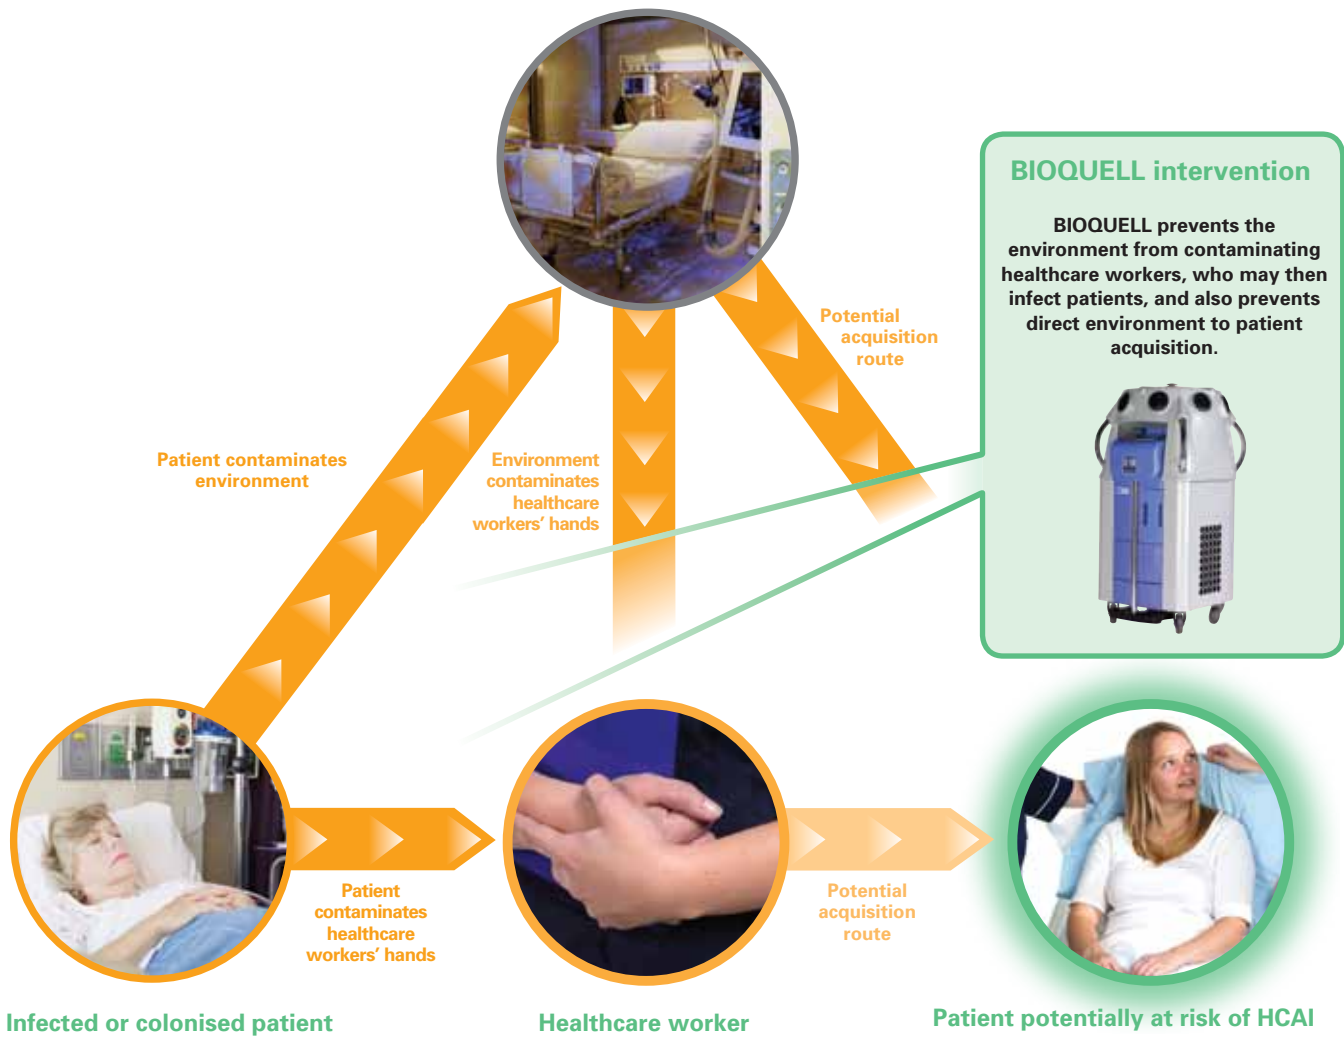 BIOQUELL intervention
BIOQUELL prevents the
environment from contaminating
healthcare workers, who may then
infect patients, and also prevents
direct environment to patient
acquisition.
Potential
acquisition
route
Patient contaminates
environment
Environment
contaminates
healthcare
workers’ hands
Patient
contaminates
healthcare
workers’ hands
Potential
acquisition
route
Infected or colonised patient
Healthcare worker
Patient potentially at risk of HCAI